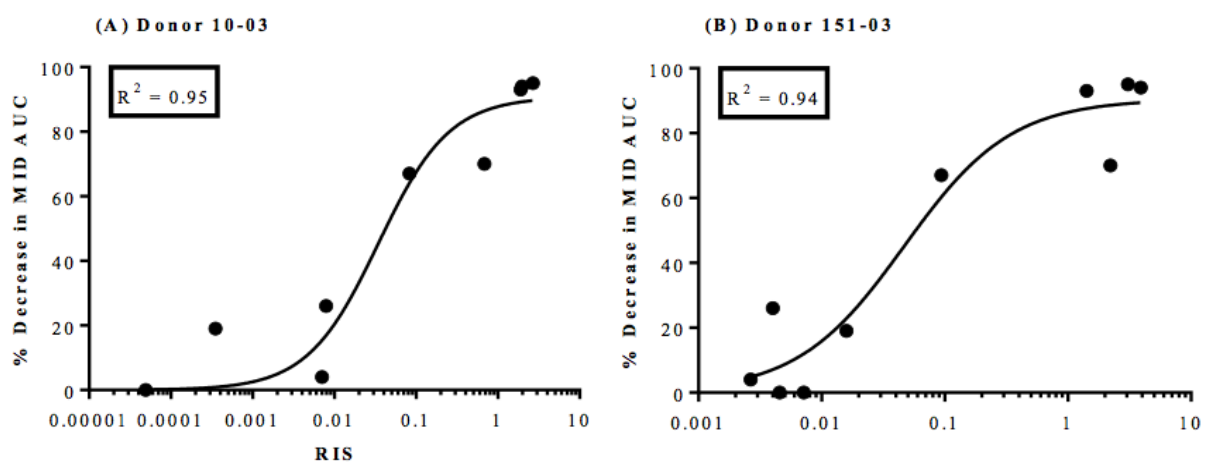 (A) Donor 10-03
R2 = 0.95
% Decrease in MID AUC
100
80
60
40
20
0
0.00001 0.0001 0.001 0.01 0.1 1 10
RIS
(B) Donor 151-03
R2 = 0.94
% Decrease in MID AUC
100
80
60
40
20
0
0.001 0.01 0.1 1 10